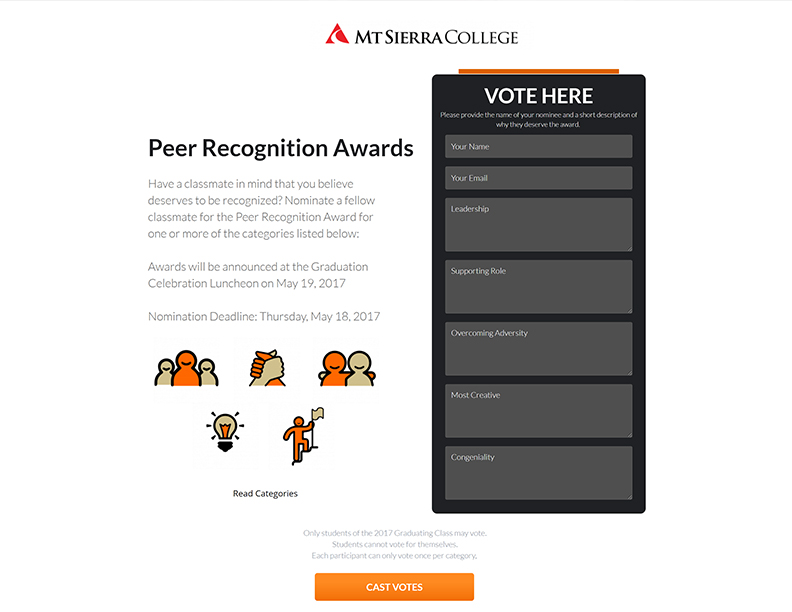 MT SIERRA COLLEGE
Peer Recognition Awards
Have a classmate in mind that you believe
deserves to be recognized? Nominate a fellow
classmate for the Peer Recognition Award for
one or more of the categories listed below:
Awards will be announced at the Graduation
Celebration Luncheon on May 19, 2017
Nomination Deadline: Thursday, May 18, 2017
Read Categories
VOTE HERE
Please provide the name of your nominee and a short description of
why they deserve the award.
Your Name
Your Email
Leadership
Supporting Role
Overcoming Adversity
Most Creative
Congeniality
Only students of the 2017 Graduating Class may vote.
Students cannot vote for themselves.
Each participant can only vote once per category.
CAST VOTES